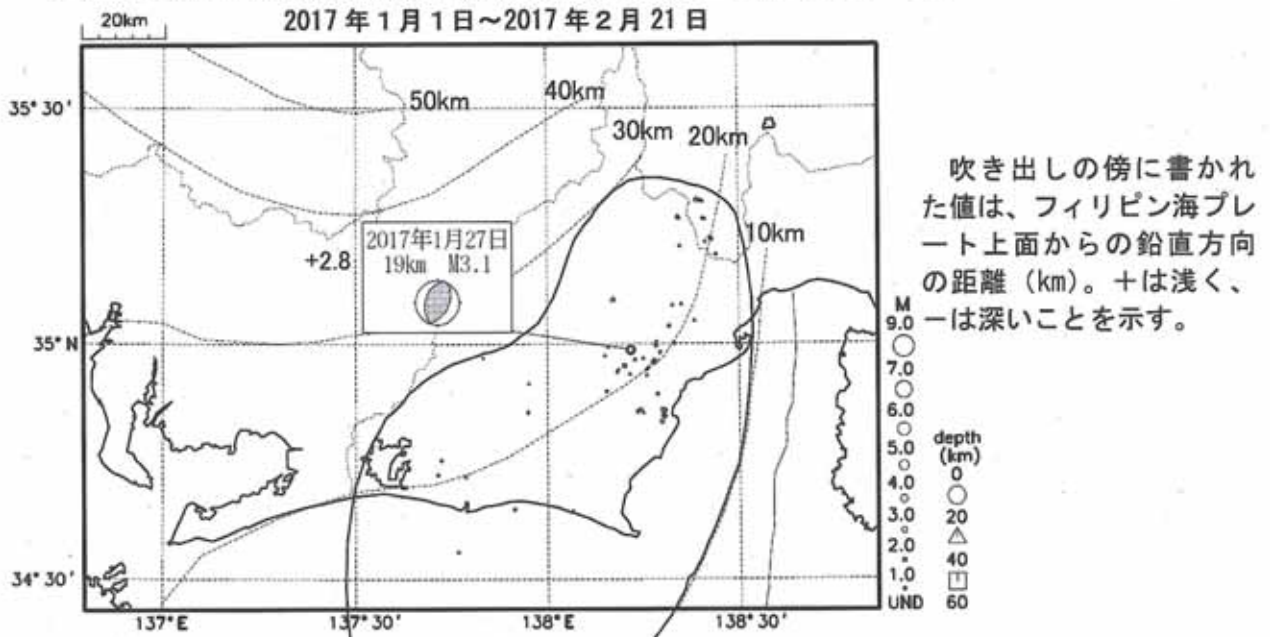 20km
2017年1月1日～2017年2月21日
35°30'
50km
40km
30km
20km
10km
+2.8
2017年1月27日
19km M3.1
35°N
34°30'
137°E
137°30'
138°E
138°30'
M
9.0
7.0
6.0
5.0
4.0
3.0
2.0
1.0
UND
depth
(km)
0
20
40
60
吹き出しの傍に書かれ
た値は、フィリピン海プレ
ート上面からの鉛直方向
の距離（km）。＋は浅く、
－は深いことを示す。